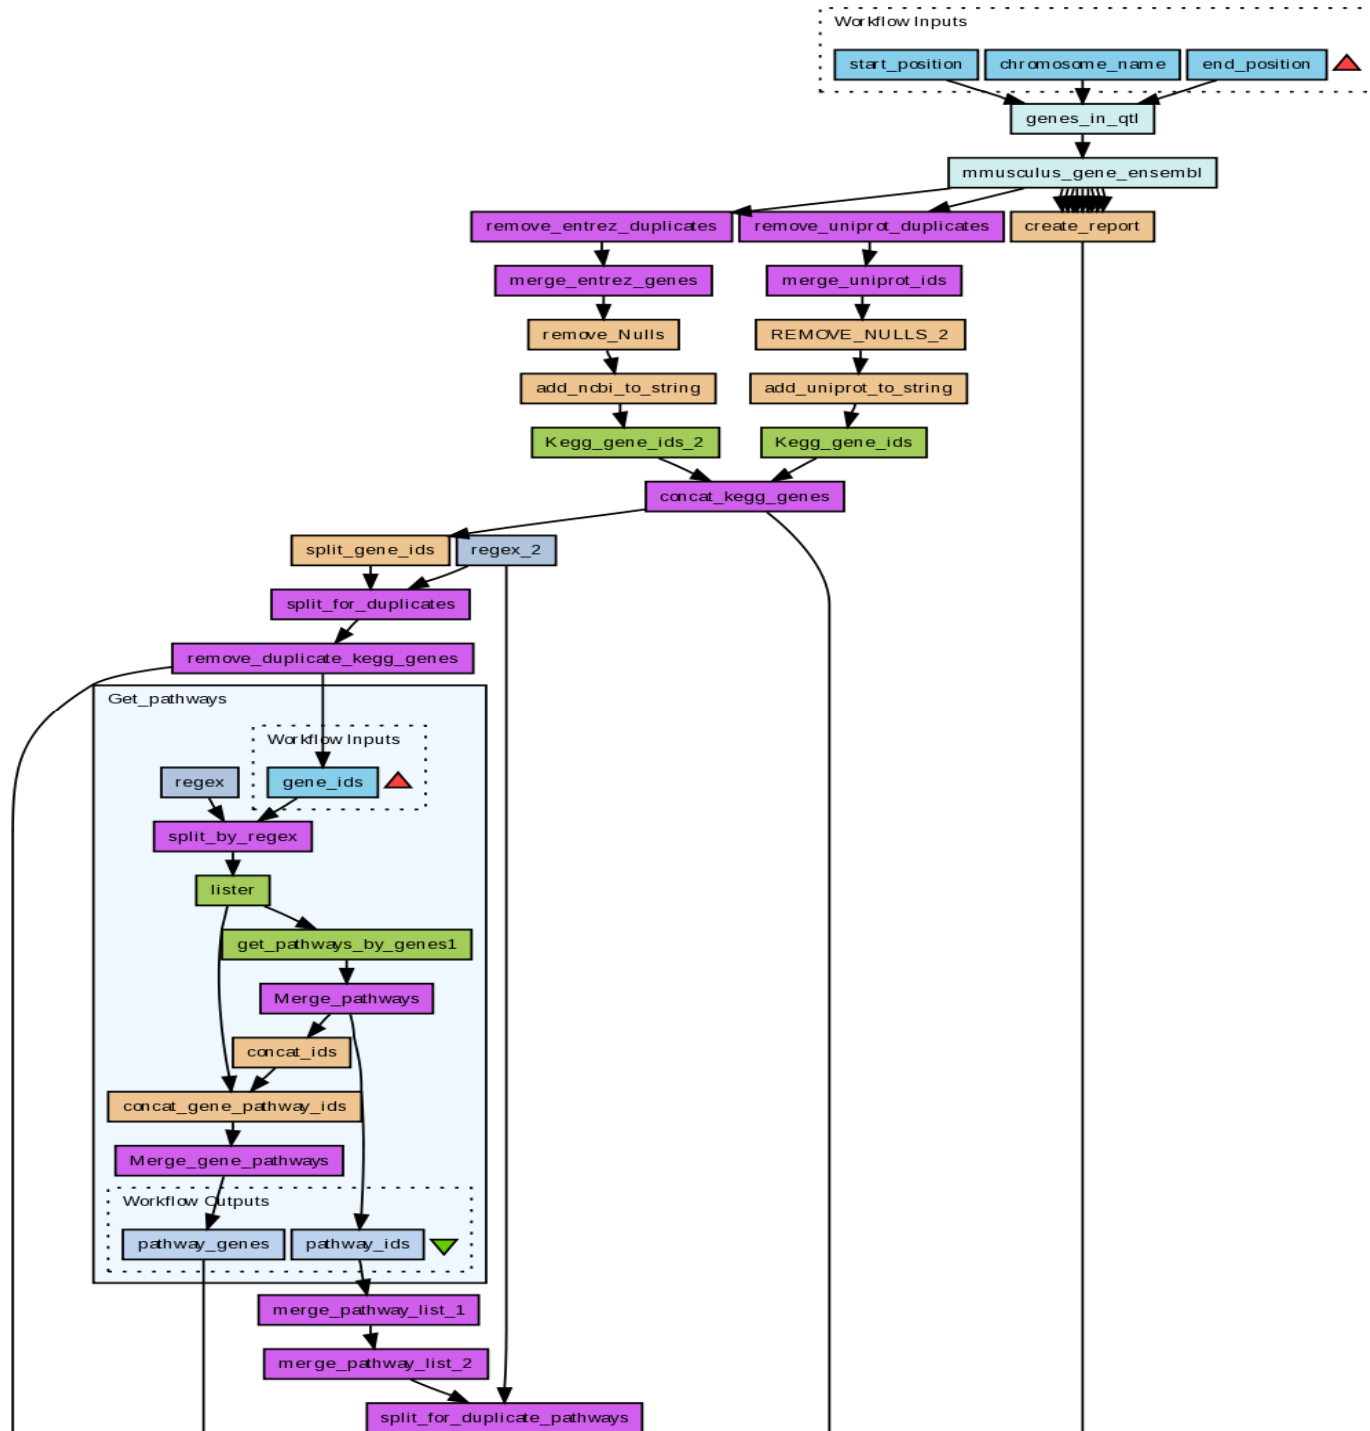 Workflow Inputs
start_position
chromosome_name
end_position
genes_in_qtl
mmusculus_gene_ensembl
remove_entrez_duplicates
remove_uniprot_duplicates
create_report
merge_entrez_genes
merge_uniprot_ids
remove_Nulls
REMOVE_NULLS_2
add_ncbi_to_string
add_uniprot_to_string
Kegg_gene_ids_2
Kegg_gene_ids
concat_kegg_genes
split_gene_ids
regex_2
split_for_duplicates
remove_duplicate_kegg_genes
Get_pathways
Workflow Inputs
regex
gene_ids
split_by_regex
lister
get_pathways_by_genes1
Merge_pathways
concat_ids
concat_gene_pathway_ids
Merge_gene_pathways
Workflow Outputs
pathway_genes
pathway_ids
merge_pathway_list_1
merge_pathway_list_2
split_for_duplicate_pathways